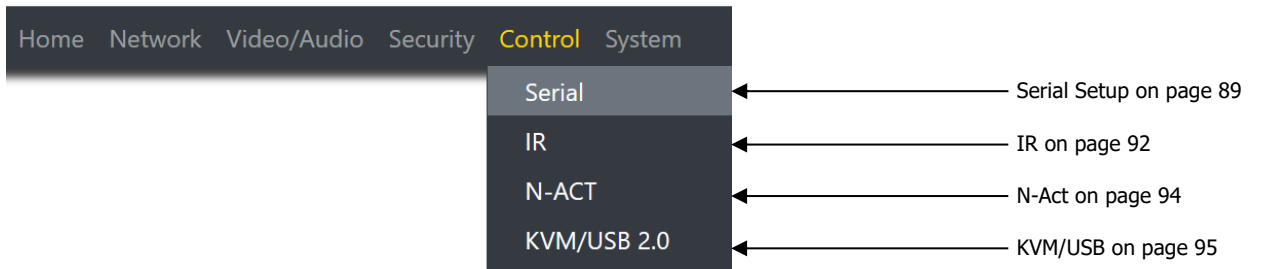 Home Network Video/Audio Security Control System
Serial Serial Setup on page 89
IR IR on page 92
N-ACT N-Act on page 94
KVM/USB 2.0 KVM/USB on page 95